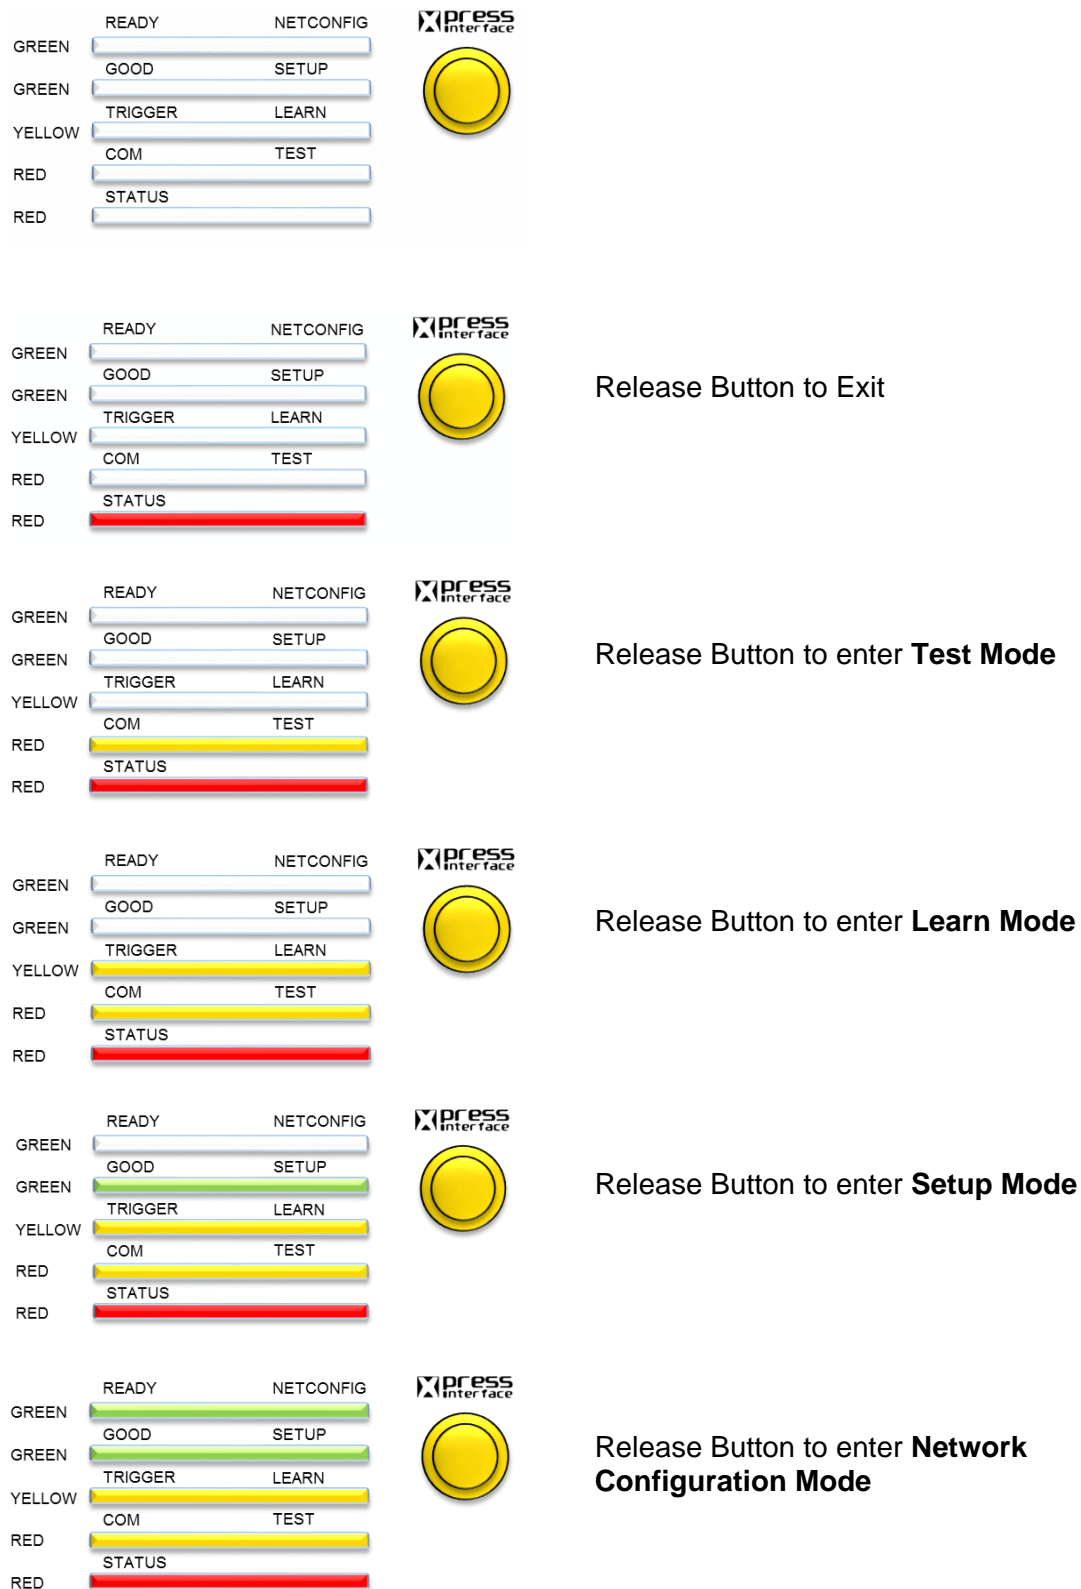 READY NETCONFIG
Xpress
interface
GREEN
GOOD SETUP
GREEN
TRIGGER LEARN
YELLOW
COM TEST
RED
STATUS
RED
READY NETCONFIG
Xpress
interface
GREEN
GOOD SETUP
Release Button to Exit
GREEN
TRIGGER LEARN
YELLOW
COM TEST
RED
STATUS
RED
READY NETCONFIG
Xpress
interface
GREEN
GOOD SETUP
Release Button to enter Test Mode
GREEN
TRIGGER LEARN
YELLOW
COM TEST
RED
STATUS
RED
READY NETCONFIG
Xpress
interface
GREEN
GOOD SETUP
Release Button to enter Learn Mode
GREEN
TRIGGER LEARN
YELLOW
COM TEST
RED
STATUS
RED
READY NETCONFIG
Xpress
interface
GREEN
GOOD SETUP
Release Button to enter Setup Mode
GREEN
TRIGGER LEARN
YELLOW
COM TEST
RED
STATUS
RED
READY NETCONFIG
Xpress
interface
GREEN
GOOD SETUP
Release Button to enter Network
Configuration Mode
GREEN
TRIGGER LEARN
YELLOW
COM TEST
RED
STATUS
RED